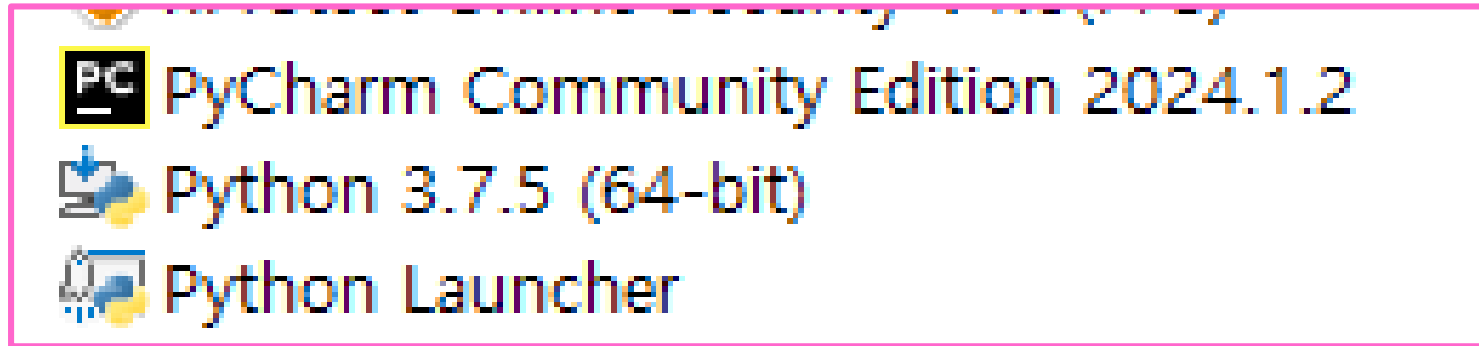 PyCharm Community Edition 2024.1.2
Python 3.7.5 (64-bit)
Python Launcher